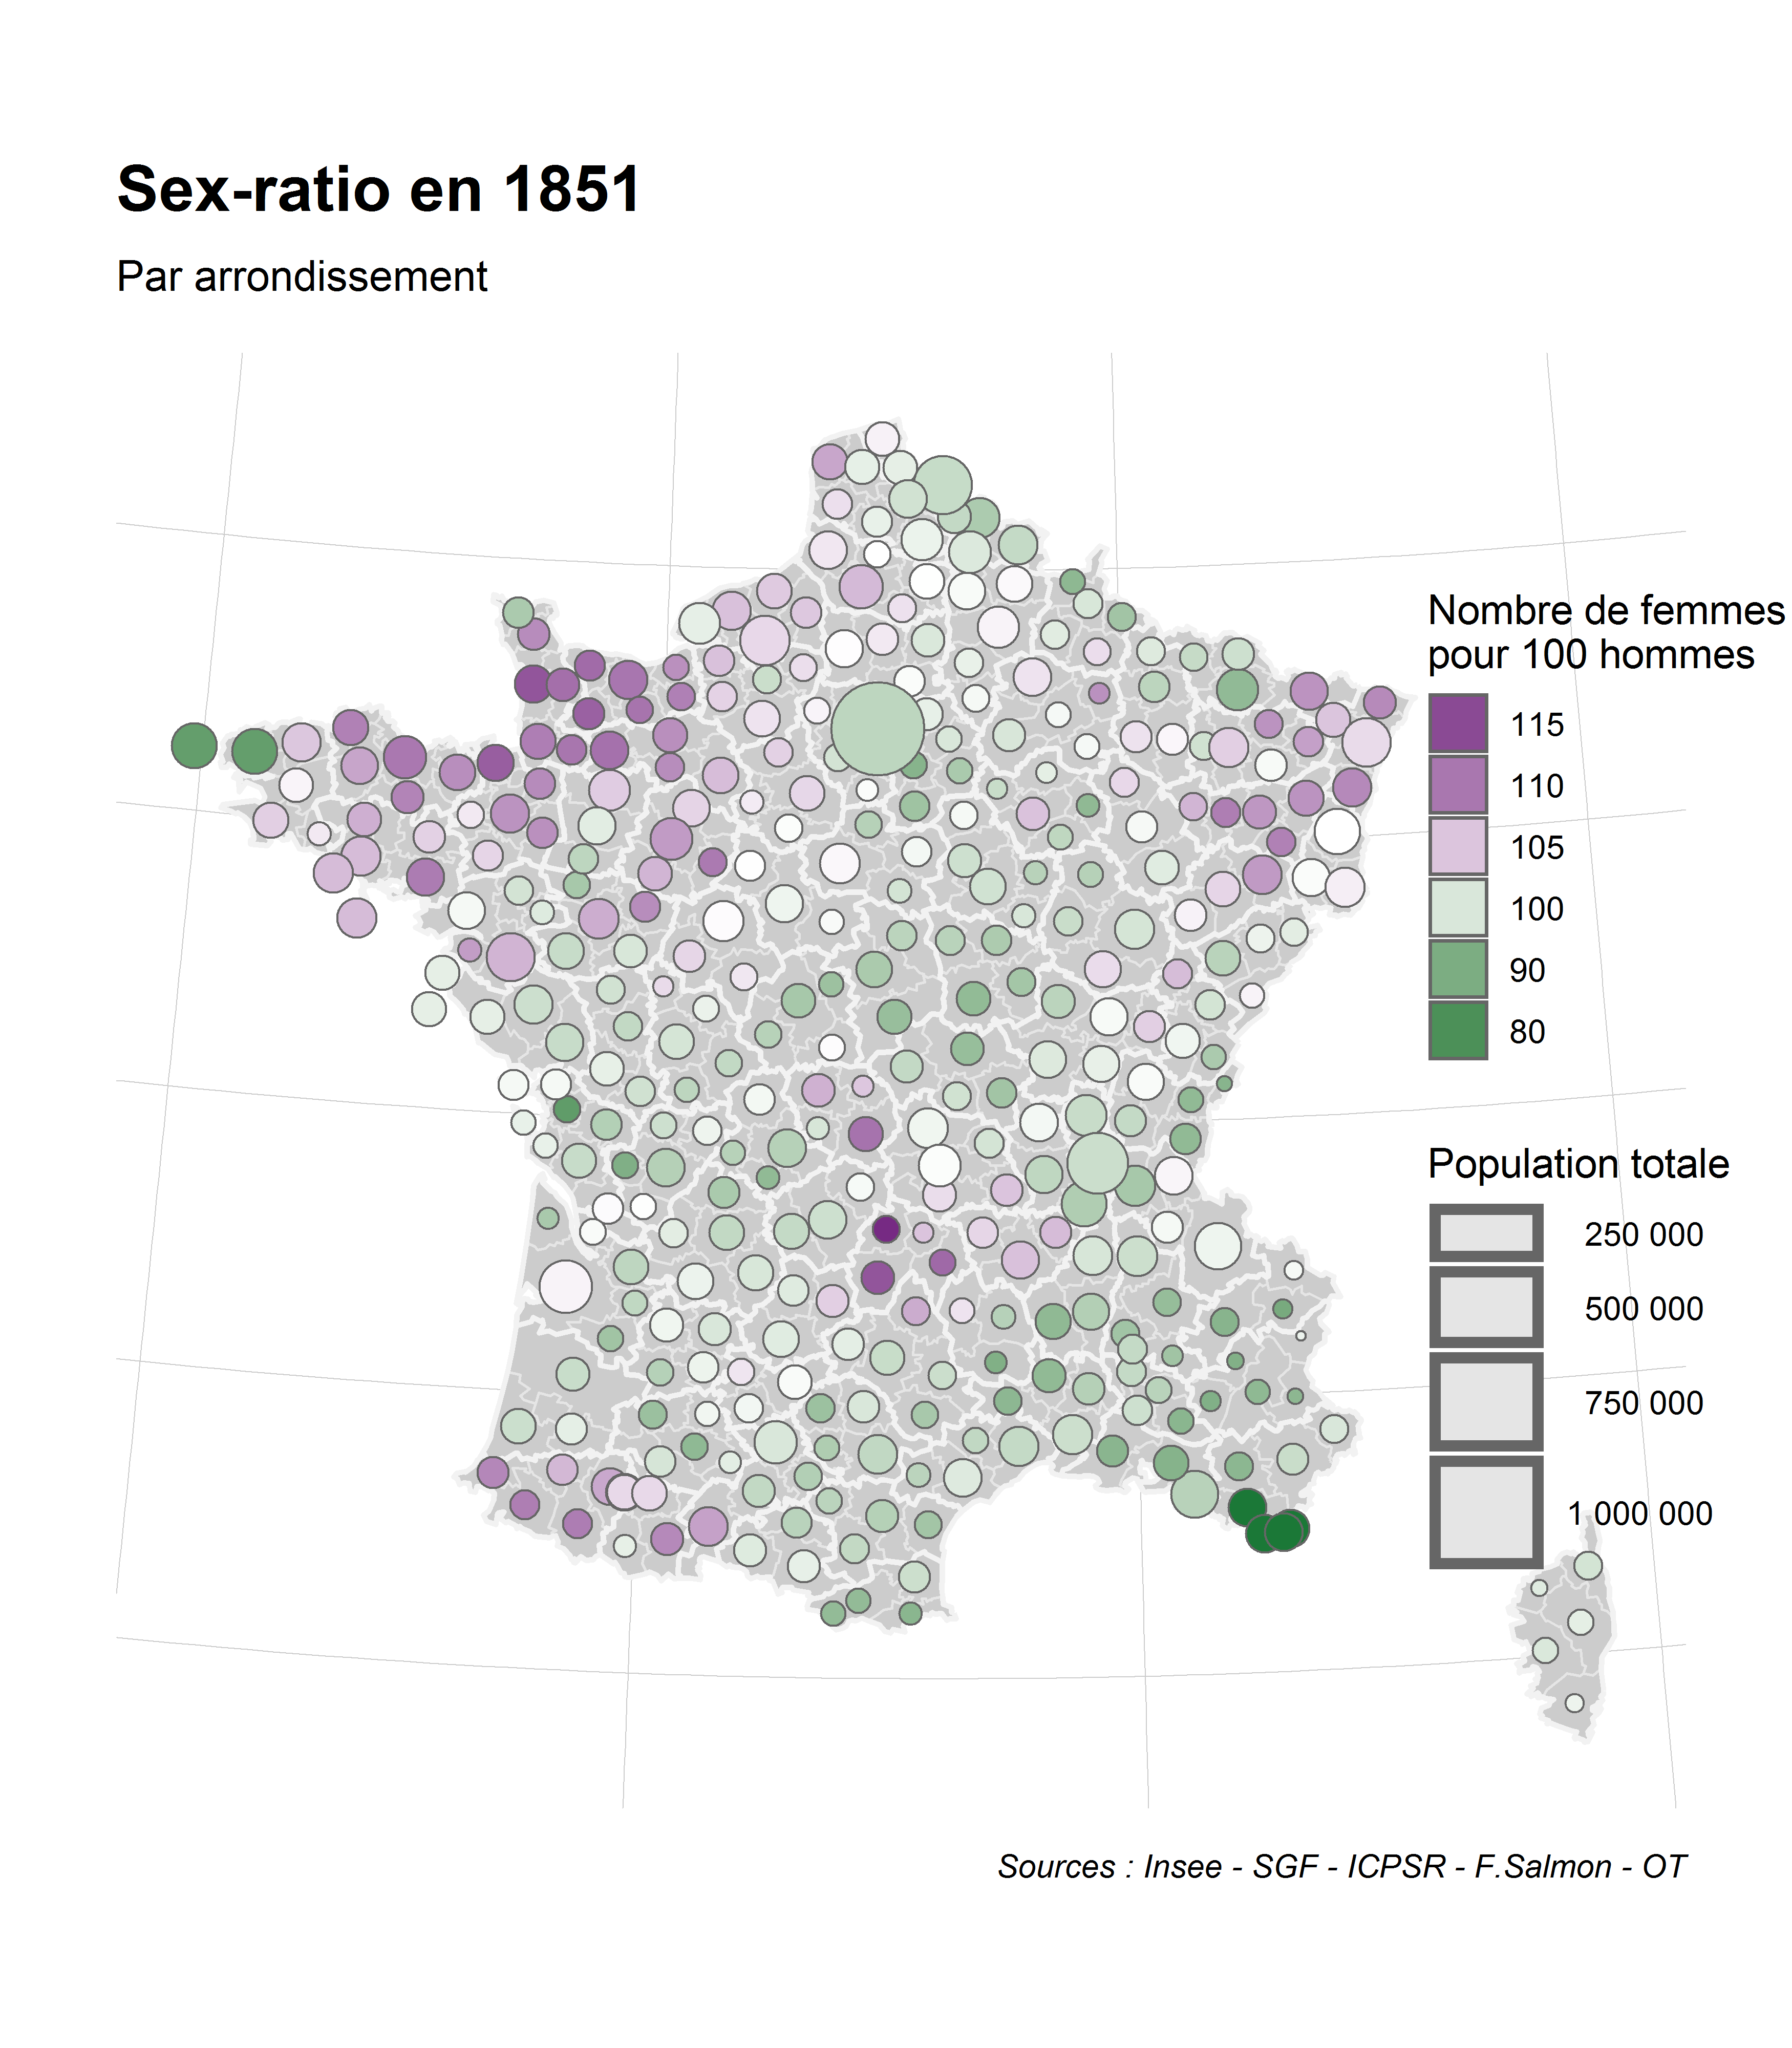 Sex-ratio en 1851
Par arrondissement
Nombre de femmes
pour 100 hommes
115
110
105
100
90
80
Population totale
250 000
500 000
750 000
1 000 000
Sources : Insee - SGF - ICPSR - F.Salmon - OT